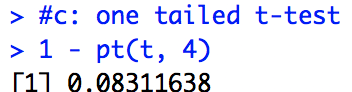 > #c: one tailed t-test
> 1 - pt(t, 4)
[1] 0.08311638